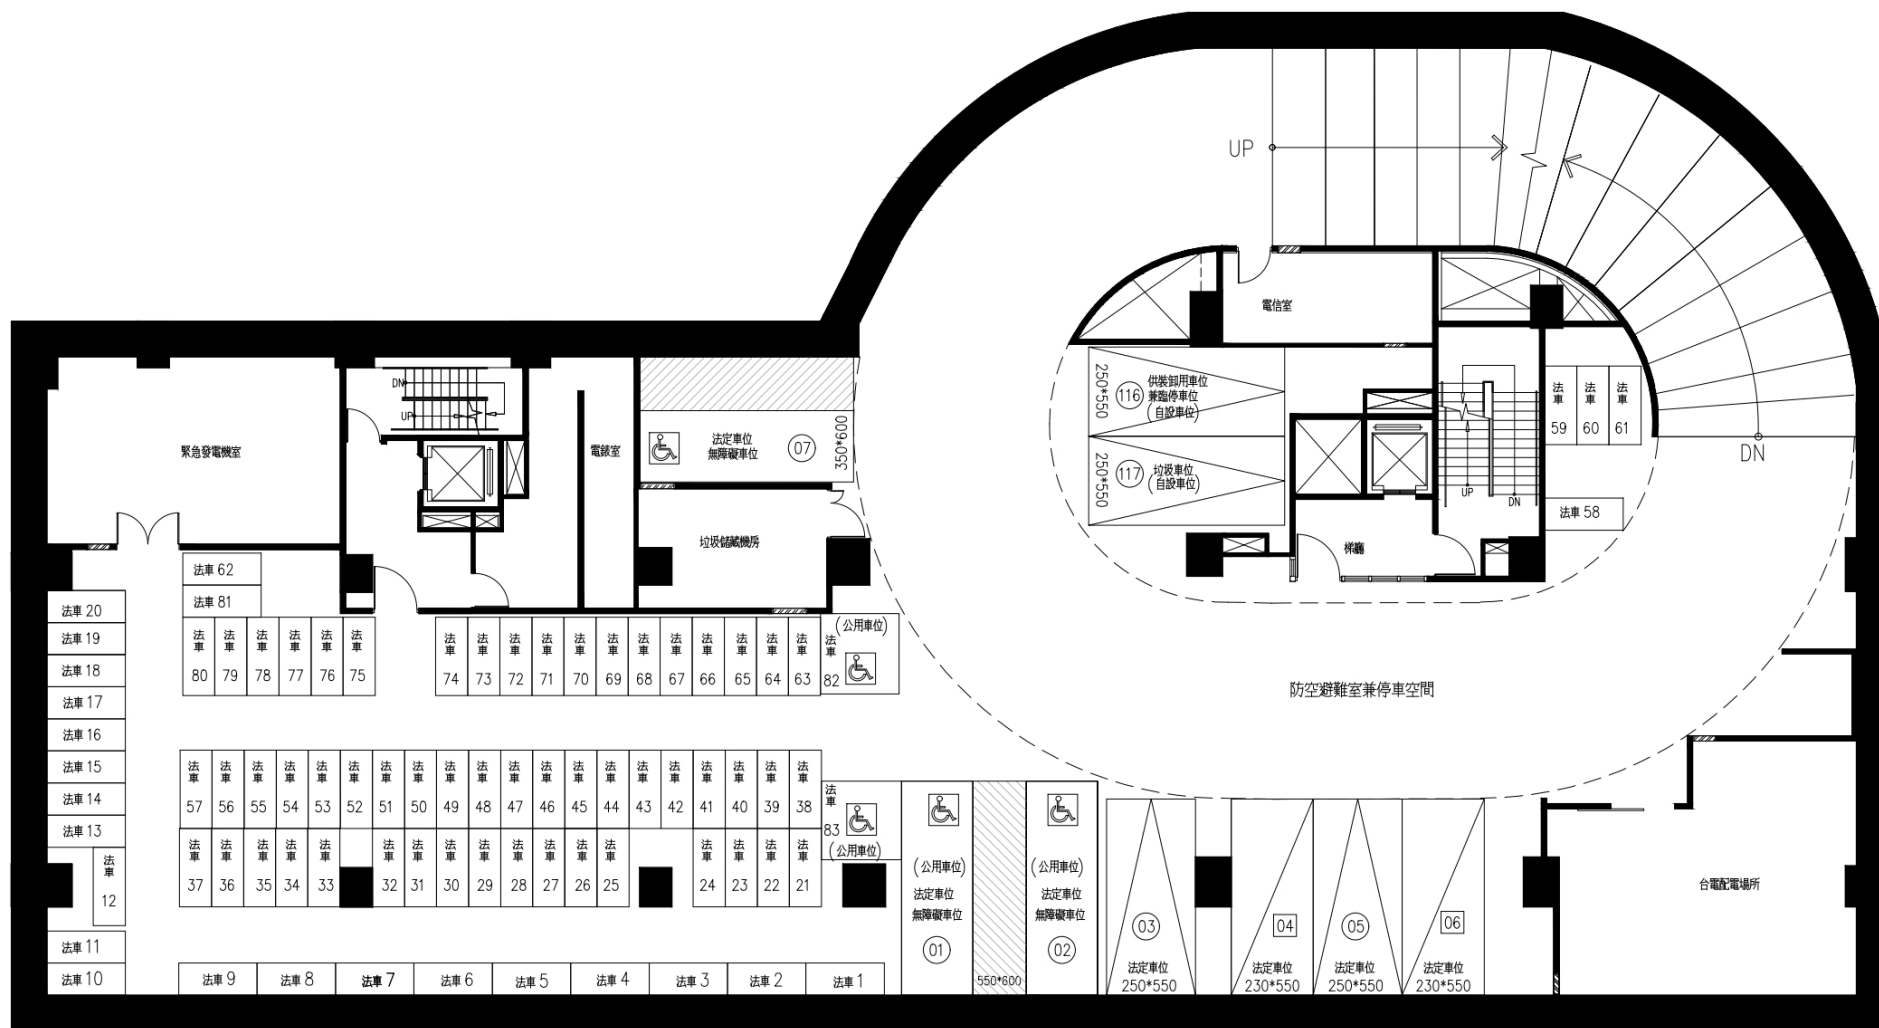 UP
DN
電信室
250*550
116
供裝卸用車位
兼臨停車位
(自設車位)
250*550
117
垃圾車位
(自設車位)
UP
DN
梯廳
法車 59
法車 60
法車 61
法車 58
緊急發電機室
DN
UP
電錶室
法定車位
無障礙車位
07
350*600
垃圾儲藏機房
法車 62
法車 81
法車 20
法車 19
法車 18
法車 17
法車 16
法車 15
法車 14
法車 13
法車 12
法車 11
法車 10
法車 80
法車 79
法車 78
法車 77
法車 76
法車 75
法車 74
法車 73
法車 72
法車 71
法車 70
法車 69
法車 68
法車 67
法車 66
法車 65
法車 64
法車 63
法車 82
(公用車位)
防空避難室兼停車空間
法車 57
法車 56
法車 55
法車 54
法車 53
法車 52
法車 51
法車 50
法車 49
法車 48
法車 47
法車 46
法車 45
法車 44
法車 43
法車 42
法車 41
法車 40
法車 39
法車 38
法車 83
(公用車位)
法車 37
法車 36
法車 35
法車 34
法車 33
法車 32
法車 31
法車 30
法車 29
法車 28
法車 27
法車 26
法車 25
法車 24
法車 23
法車 22
法車 21
法車 9
法車 8
法車 7
法車 6
法車 5
法車 4
法車 3
法車 2
法車 1
(公用車位)
法定車位
無障礙車位
01
550*600
(公用車位)
法定車位
無障礙車位
02
03
法定車位
250*550
04
法定車位
230*550
05
法定車位
250*550
06
法定車位
230*550
台電配電場所